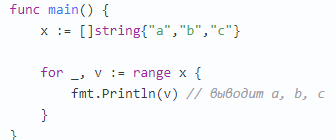 func main() {
x := []string{"a","b","c"}
for _, v := range x {
fmt.Println(v) // выводит a, b, c
}
}